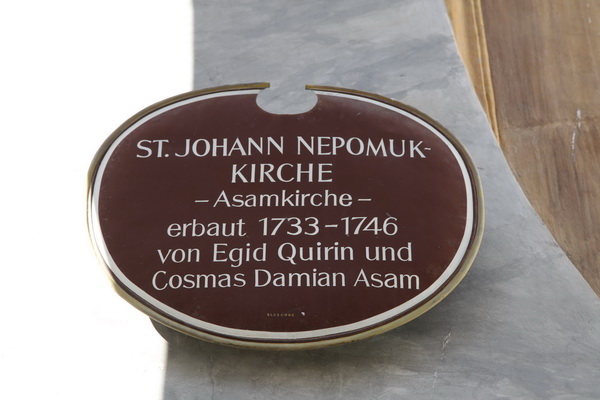 ST. JOHANN NEPOMUK-
KIRCHE
– Asamkirche –
erbaut 1733–1746
von Egid Quirin und
Cosmas Damian Asam